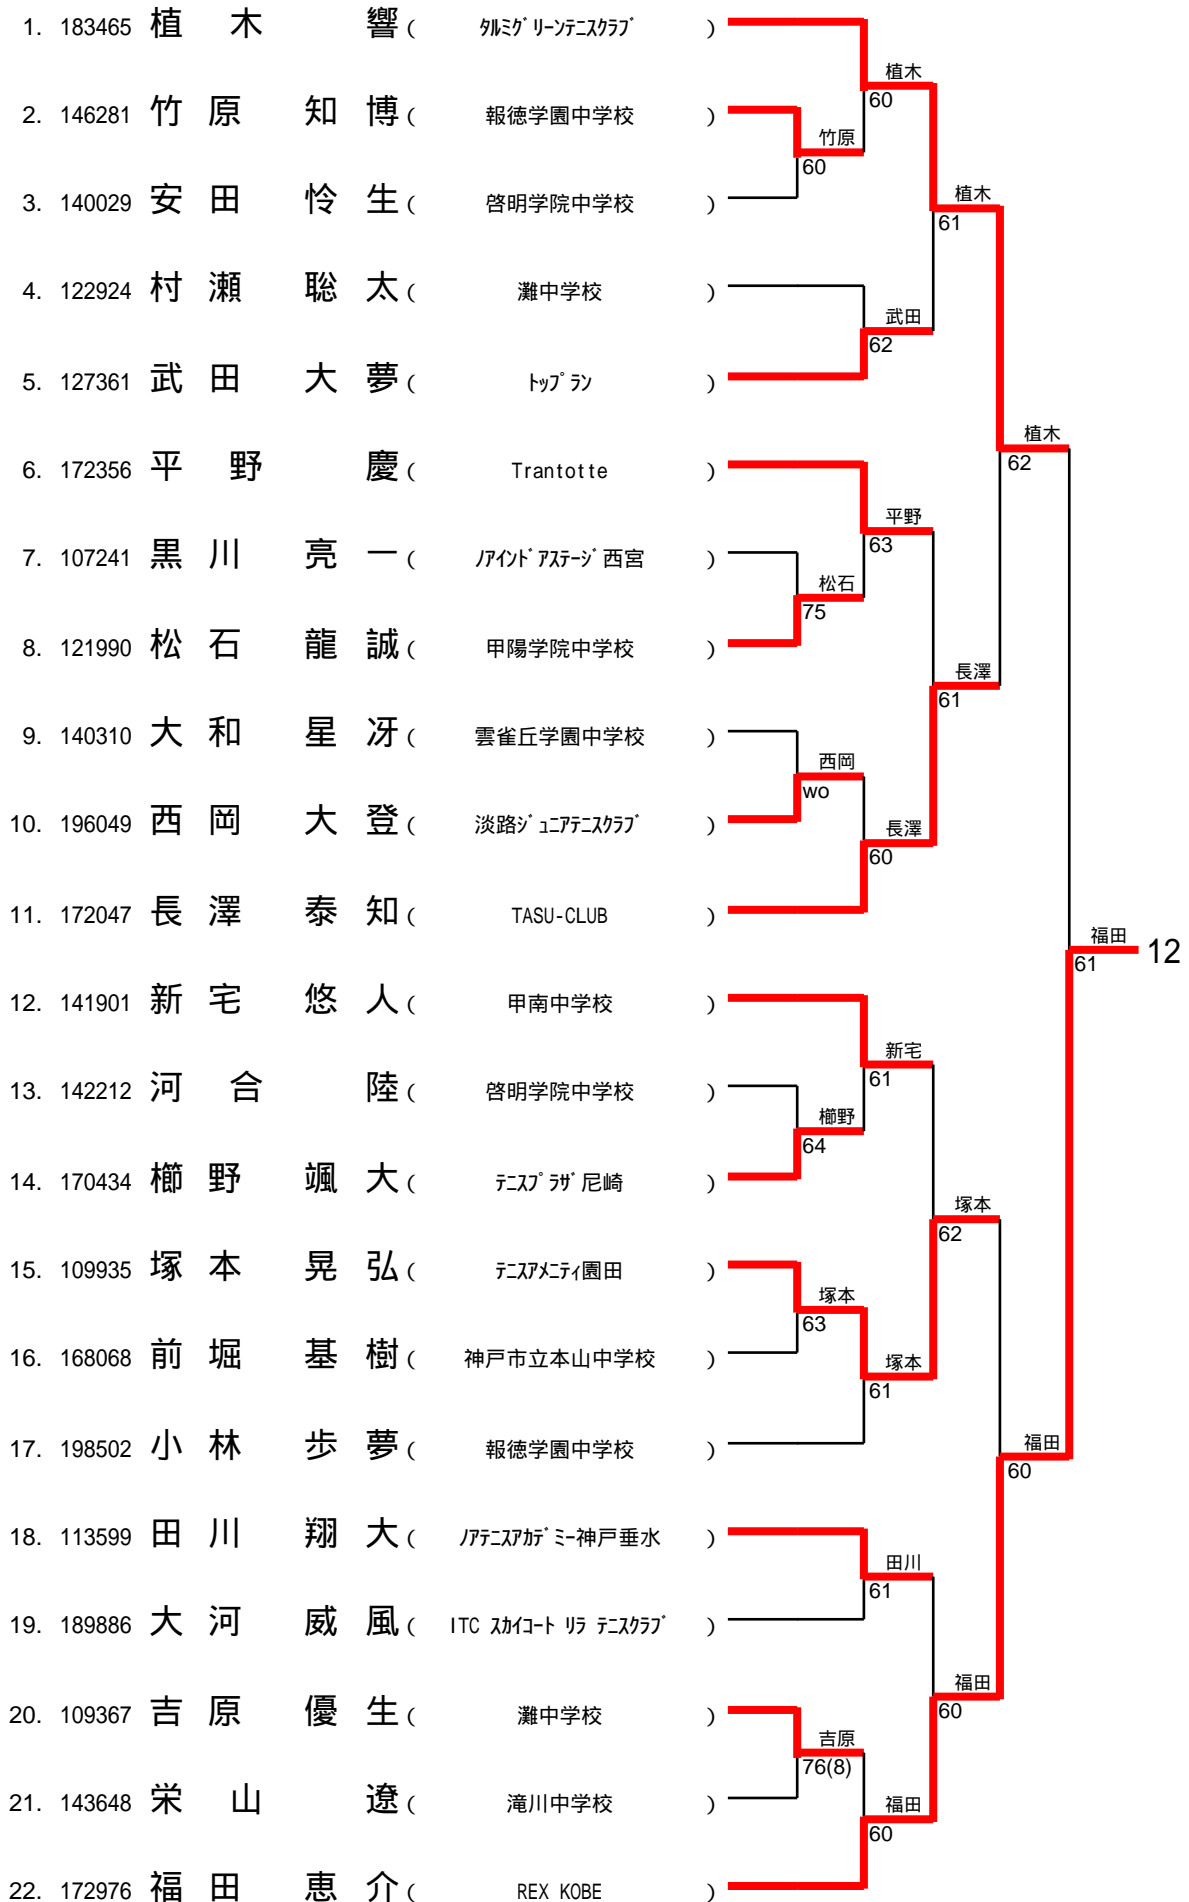 1. 183465 植木 響 ( タルミグリーンテニスクラブ )
植木
60
2. 146281 竹原 知博 ( 報徳学園中学校 )
竹原
60
植木
61
3. 140029 安田 怜生 ( 啓明学院中学校 )
4. 122924 村瀬 聡太 ( 灘中学校 )
武田
62
5. 127361 武田 大夢 ( トップラン )
植木
62
6. 172356 平野 慶 ( Trantotte )
平野
63
7. 107241 黒川 亮一 ( ノアインドアステージ西宮 )
松石
75
8. 121990 松石 龍誠 ( 甲陽学院中学校 )
長澤
61
9. 140310 大和 星冴 ( 雲雀丘学園中学校 )
西岡
wo
10. 196049 西岡 大登 ( 淡路ジュニアテニスクラブ )
長澤
60
11. 172047 長澤 泰知 ( TASU-CLUB )
福田
61
12
12. 141901 新宅 悠人 ( 甲南中学校 )
新宅
61
13. 142212 河合 陸 ( 啓明学院中学校 )
櫛野
64
14. 170434 櫛野 颯大 ( テニスプラザ尼崎 )
塚本
62
15. 109935 塚本 晃弘 ( テニスアメニティ園田 )
塚本
63
16. 168068 前堀 基樹 ( 神戸市立本山中学校 )
塚本
61
17. 198502 小林 歩夢 ( 報徳学園中学校 )
福田
60
18. 113599 田川 翔大 ( ノアテニスアカデミー神戸垂水 )
田川
61
19. 189886 大河 威風 ( ITC スカイコート リラ テニスクラブ )
福田
60
20. 109367 吉原 優生 ( 灘中学校 )
吉原
76(8)
21. 143648 栄山 遼 ( 滝川中学校 )
福田
60
22. 172976 福田 恵介 ( REX KOBE )